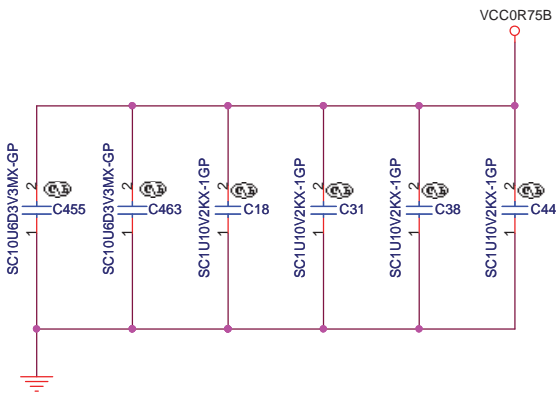 VCC0R75B
SC10U6D3V3MX-GP
2
1
C455
SC10U6D3V3MX-GP
2
1
C463
SC1U10V2KX-1GP
2
1
C18
SC1U10V2KX-1GP
2
1
C31
SC1U10V2KX-1GP
2
1
C38
SC1U10V2KX-1GP
2
1
C44